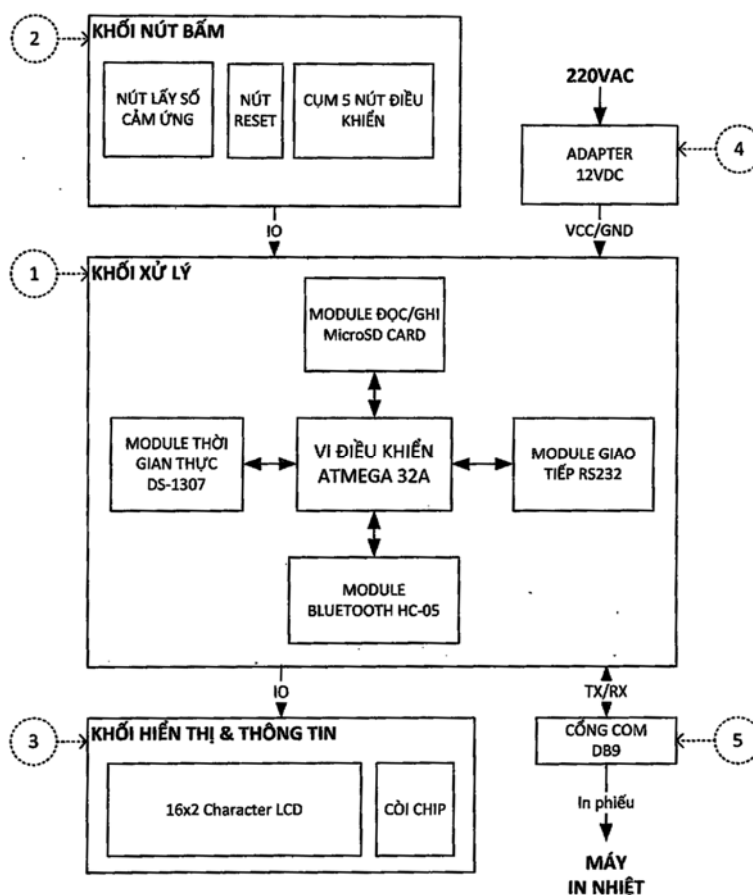 2
KHỐI NÚT BẤM
NÚT LẤY SỐ
CẢM ỨNG
NÚT
RESET
CỤM 5 NÚT ĐIỀU
KHIỂN
220VAC
ADAPTER
12VDC
4
IO
VCC/GND
1
KHỐI XỬ LÝ
MODULE ĐỌC/GHI
MicroSD CARD
MODULE THỜI
GIAN THỰC
DS-1307
VI ĐIỀU KHIỂN
ATMEGA 32A
MODULE GIAO
TIẾP RS232
MODULE
BLUETOOTH HC-05
IO
TX/RX
3
KHỐI HIỂN THỊ & THÔNG TIN
16x2 Character LCD
CÒI CHIP
CỔNG COM
DB9
5
In phiếu
MÁY
IN NHIỆT